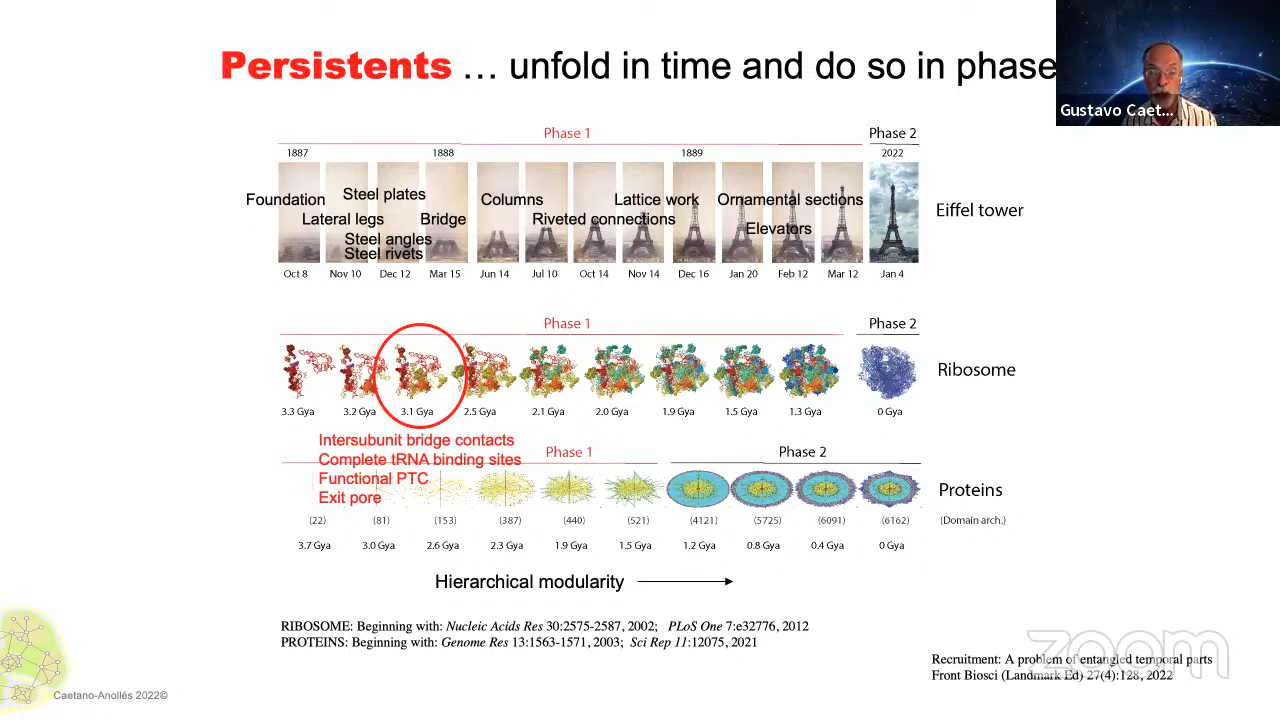 Persistents … unfold in time and do so in phase
Gustavo Caet...
Phase 1
Phase 2
1887
1888
1889
2022
Foundation
Steel plates
Lateral legs
Bridge
Steel angles
Steel rivets
Columns
Riveted connections
Lattice work
Ornamental sections
Elevators
Eiffel tower
Oct 8
Nov 10
Dec 12
Mar 15
Jun 14
Jul 10
Oct 14
Nov 14
Dec 16
Jan 20
Feb 12
Mar 12
Jan 4
Phase 1
Phase 2
Ribosome
3.3 Gya
3.2 Gya
3.1 Gya
2.5 Gya
2.1 Gya
2.0 Gya
1.9 Gya
1.5 Gya
1.3 Gya
0 Gya
Intersubunit bridge contacts
Complete tRNA binding sites
Functional PTC
Exit pore
Phase 1
Phase 2
Proteins
(22)
(81)
(153)
(387)
(440)
(521)
(4121)
(5725)
(6091)
(6162)
(Domain arch.)
3.7 Gya
3.0 Gya
2.6 Gya
2.3 Gya
1.9 Gya
1.5 Gya
1.2 Gya
0.8 Gya
0.4 Gya
0 Gya
Hierarchical modularity
RIBOSOME: Beginning with: Nucleic Acids Res 30:2575-2587, 2002; PLoS One 7:e32776, 2012
PROTEINS: Beginning with: Genome Res 13:1563-1571, 2003; Sci Rep 11:12075, 2021
zoom
Recruitment: A problem of entangled temporal parts
Front Biosci (Landmark Ed) 27(4):128, 2022
Caetano-Anollés 2022©